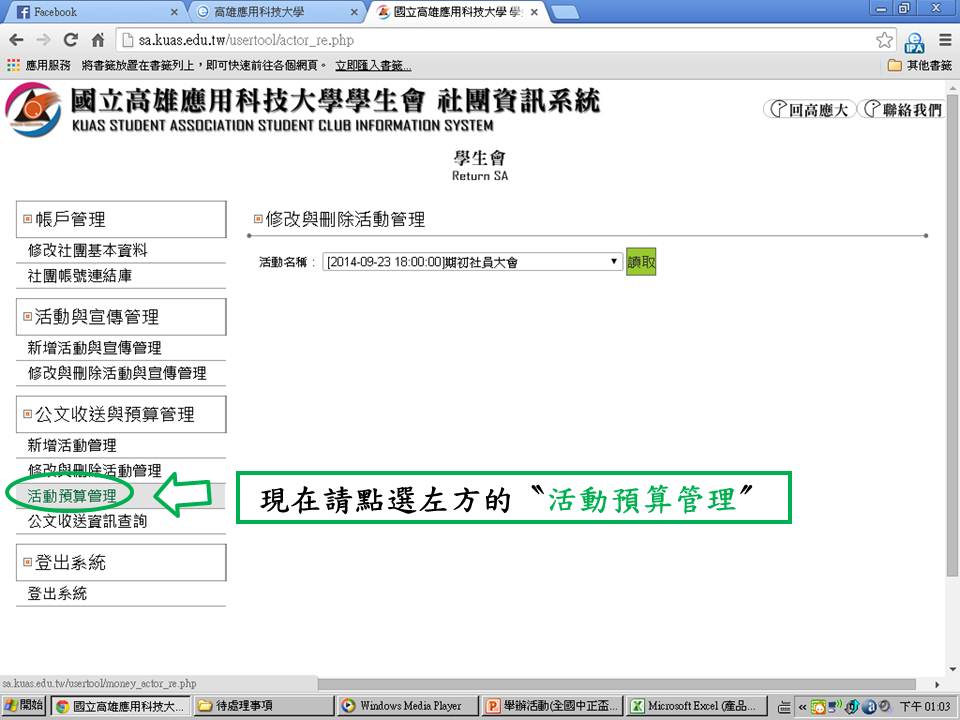 Facebook
高雄應用科技大學
國立高雄應用科技大學 學
sa.kuas.edu.tw/usertool/actor_re.php
應用服務 將書籤放置在書籤列上，即可快速前往各個網頁。 立即匯入書籤...
其他書籤
國立高雄應用科技大學學生會 社團資訊系統
KUAS STUDENT ASSOCIATION STUDENT CLUB INFORMATION SYSTEM
回高應大 聯絡我們
學生會
Return SA
帳戶管理
修改社團基本資料
社團帳號連結庫
活動與宣傳管理
新增活動與宣傳管理
修改與刪除活動與宣傳管理
公文收送與預算管理
新增活動管理
修改與刪除活動管理
活動預算管理
公文收送資訊查詢
登出系統
登出系統
修改與刪除活動管理
活動名稱： [2014-09-23 18:00:00]期初社員大會 讀取
現在請點選左方的〝活動預算管理〞
sa.kuas.edu.tw/usertool/money_actor_re.php
開始 國立高雄應用科技大... 待處理事項 Windows Media Player 舉辦活動(全國中正盃... Microsoft Excel (產品... 下午 01:03